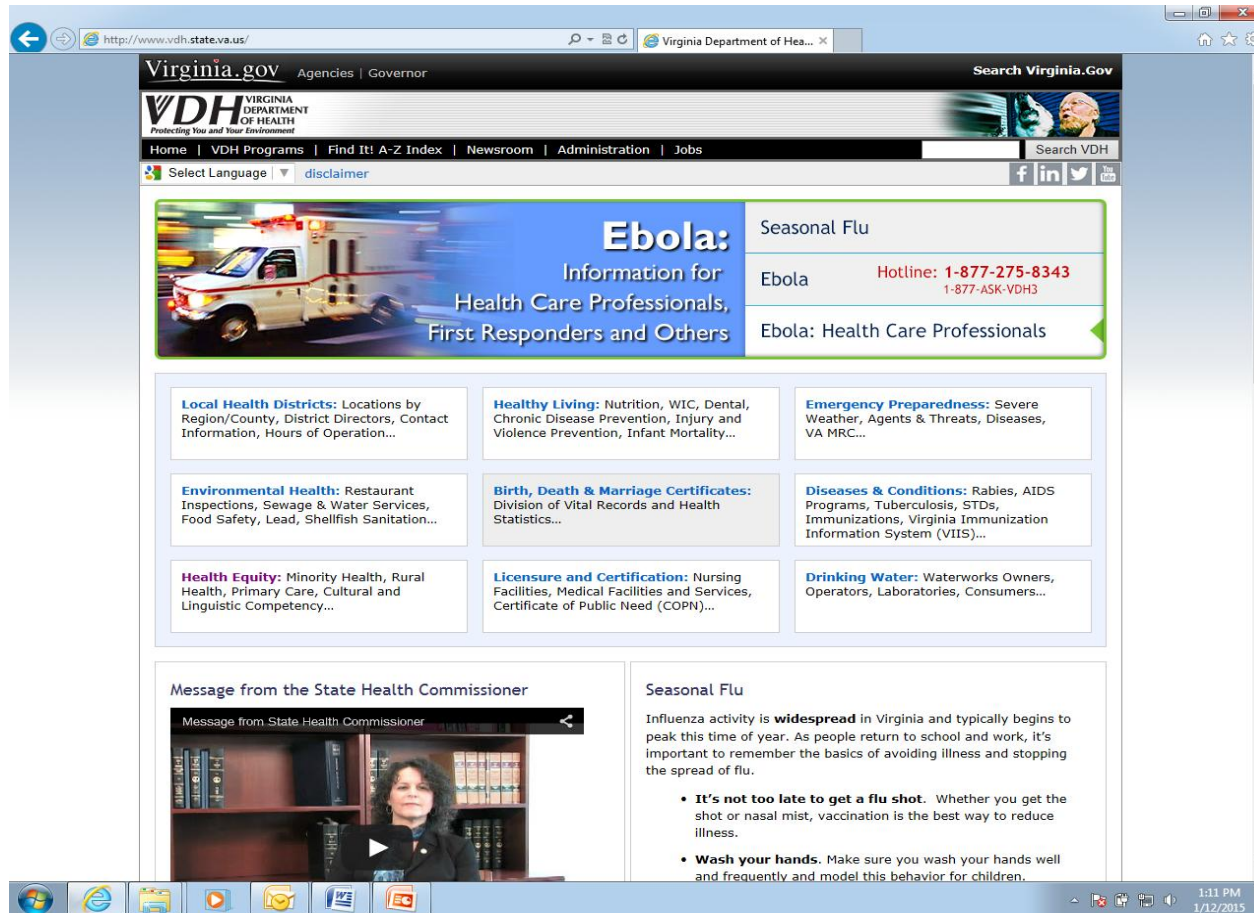 http://www.vdh.state.va.us/
Virginia Department of Hea...
Virginia.gov Agencies | Governor
Search Virginia.Gov
VDH VIRGINIA
DEPARTMENT
OF HEALTH
Protecting You and Your Environment
Home | VDH Programs | Find It! A-Z Index | Newsroom | Administration | Jobs
Search VDH
Select Language
disclaimer
f in You Tube
Ebola:
Information for
Health Care Professionals,
First Responders and Others
Seasonal Flu
Ebola
Hotline: 1-877-275-8343
1-877-ASK-VDH3
Ebola: Health Care Professionals
Local Health Districts: Locations by
Region/County, District Directors, Contact
Information, Hours of Operation...
Healthy Living: Nutrition, WIC, Dental,
Chronic Disease Prevention, Injury and
Violence Prevention, Infant Mortality...
Emergency Preparedness: Severe
Weather, Agents & Threats, Diseases,
VA MRC...
Environmental Health: Restaurant
Inspections, Sewage & Water Services,
Food Safety, Lead, Shellfish Sanitation...
Birth, Death & Marriage Certificates:
Division of Vital Records and Health
Statistics...
Diseases & Conditions: Rabies, AIDS
Programs, Tuberculosis, STDs,
Immunizations, Virginia Immunization
Information System (VIIS)...
Health Equity: Minority Health, Rural
Health, Primary Care, Cultural and
Linguistic Competency...
Licensure and Certification: Nursing
Facilities, Medical Facilities and Services,
Certificate of Public Need (COPN)...
Drinking Water: Waterworks Owners,
Operators, Laboratories, Consumers...
Message from the State Health Commissioner
Message from State Health Commissioner
Seasonal Flu
Influenza activity is widespread in Virginia and typically begins to
peak this time of year. As people return to school and work, it's
important to remember the basics of avoiding illness and stopping
the spread of flu.
• It's not too late to get a flu shot. Whether you get the
shot or nasal mist, vaccination is the best way to reduce
illness.
• Wash your hands. Make sure you wash your hands well
and frequently and model this behavior for children.
1:11 PM
1/12/2015